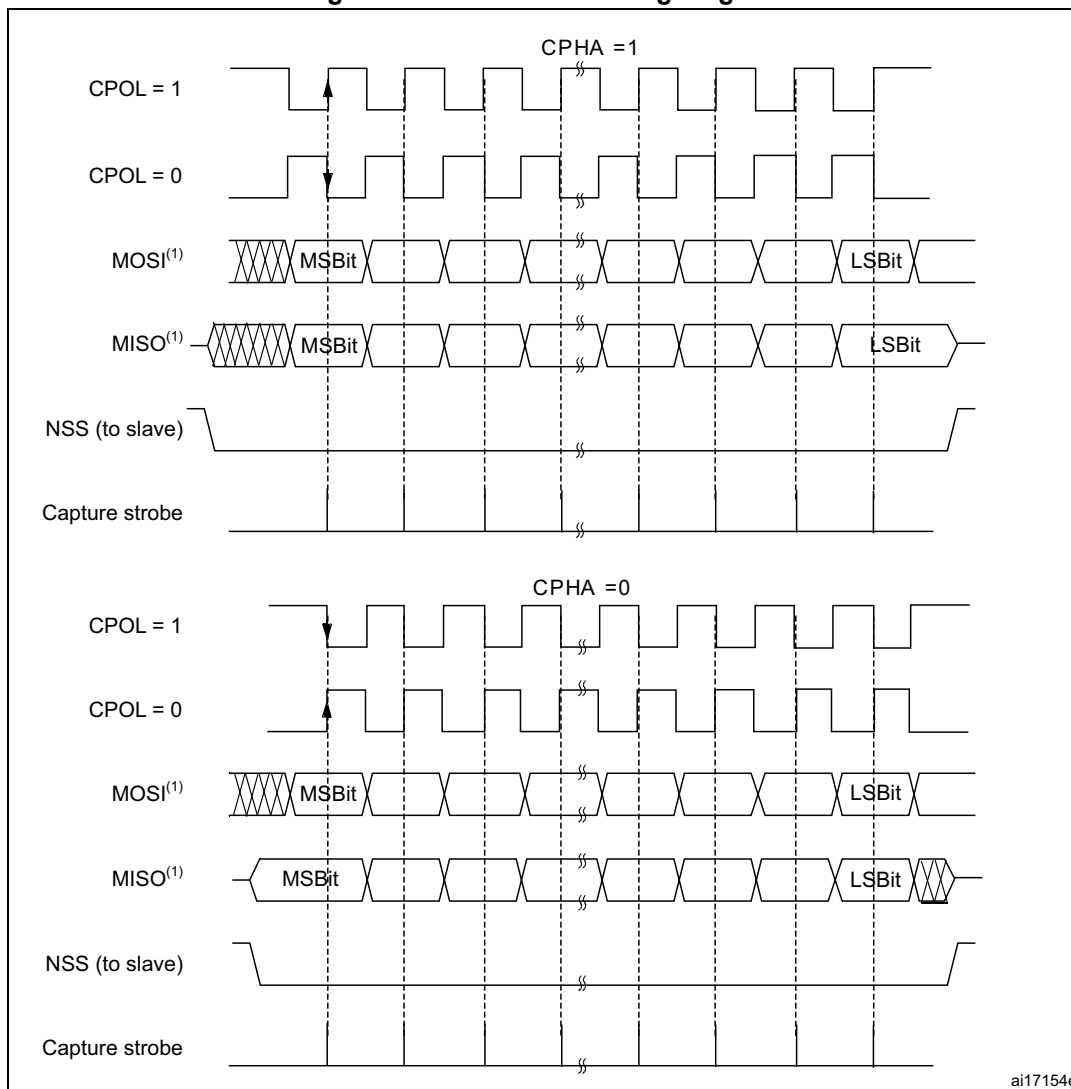 CPHA =1
CPOL = 1
CPOL = 0
MOSI(1)
MSBit
LSBit
MISO(1)
MSBit
LSBit
NSS (to slave)
Capture strobe
CPHA =0
CPOL = 1
CPOL = 0
MOSI(1)
MSBit
LSBit
MISO(1)
MSBit
LSBit
NSS (to slave)
Capture strobe